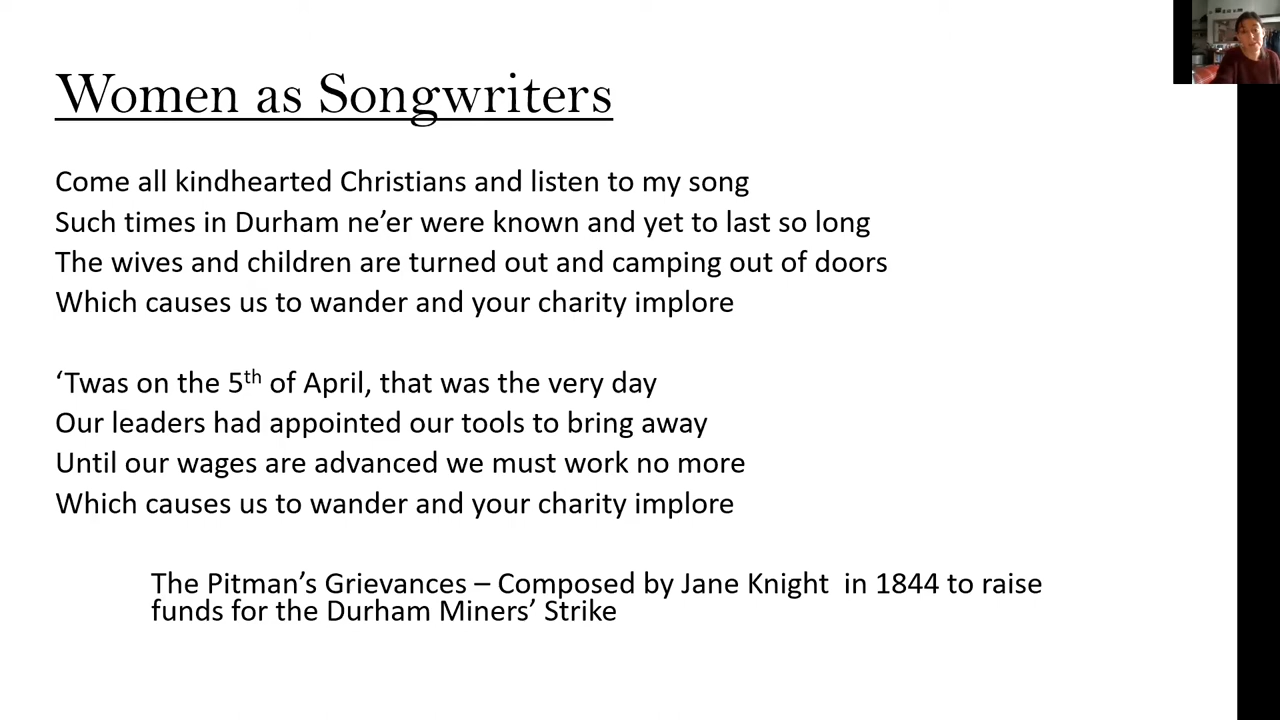 Women as Songwriters
Come all kindhearted Christians and listen to my song
Such times in Durham ne’er were known and yet to last so long
The wives and children are turned out and camping out of doors
Which causes us to wander and your charity implore
‘Twas on the 5th of April, that was the very day
Our leaders had appointed our tools to bring away
Until our wages are advanced we must work no more
Which causes us to wander and your charity implore
The Pitman’s Grievances – Composed by Jane Knight  in 1844 to raise
funds for the Durham Miners’ Strike